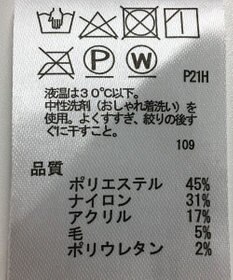 P W
P21H
液温は30℃以下。
中性洗剤(おしゃれ着洗い)を
使用。よくすすぎ、絞りの後す
ぐに干すこと。
109
品質
ポリエステル 45%
ナイロン 31%
アクリル 17%
毛 5%
ポリウレタン 2%